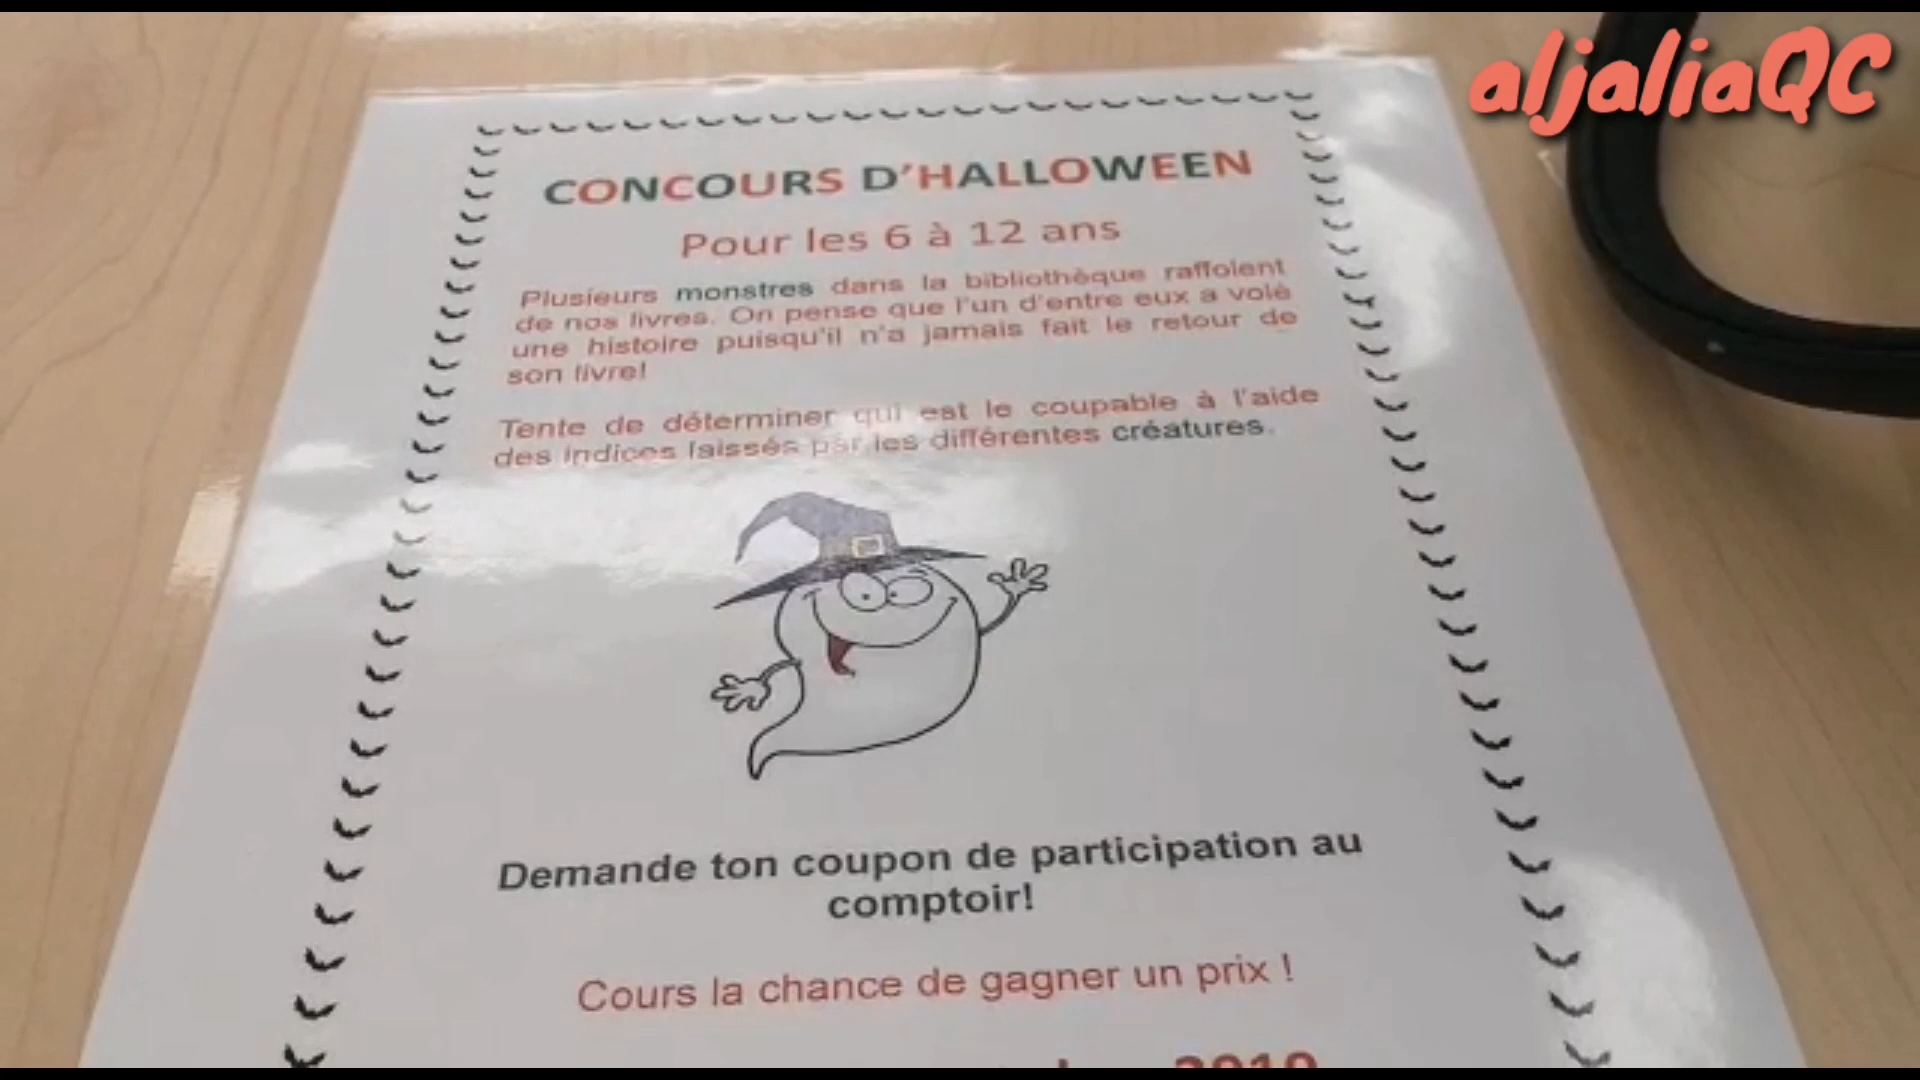 aljaliaQC
CONCOURS D'HALLOWEEN
Pour les 6 à 12 ans
Plusieurs monstres dans la bibliothèque raffolent
de nos livres. On pense que l'un d'entre eux a volé
une histoire puisqu'il n'a jamais fait le retour de
son livre!
Tente de déterminer qui est le coupable à l'aide
des indices laissés par les différentes créatures.
Demande ton coupon de participation au
comptoir!
Cours la chance de gagner un prix !
2019